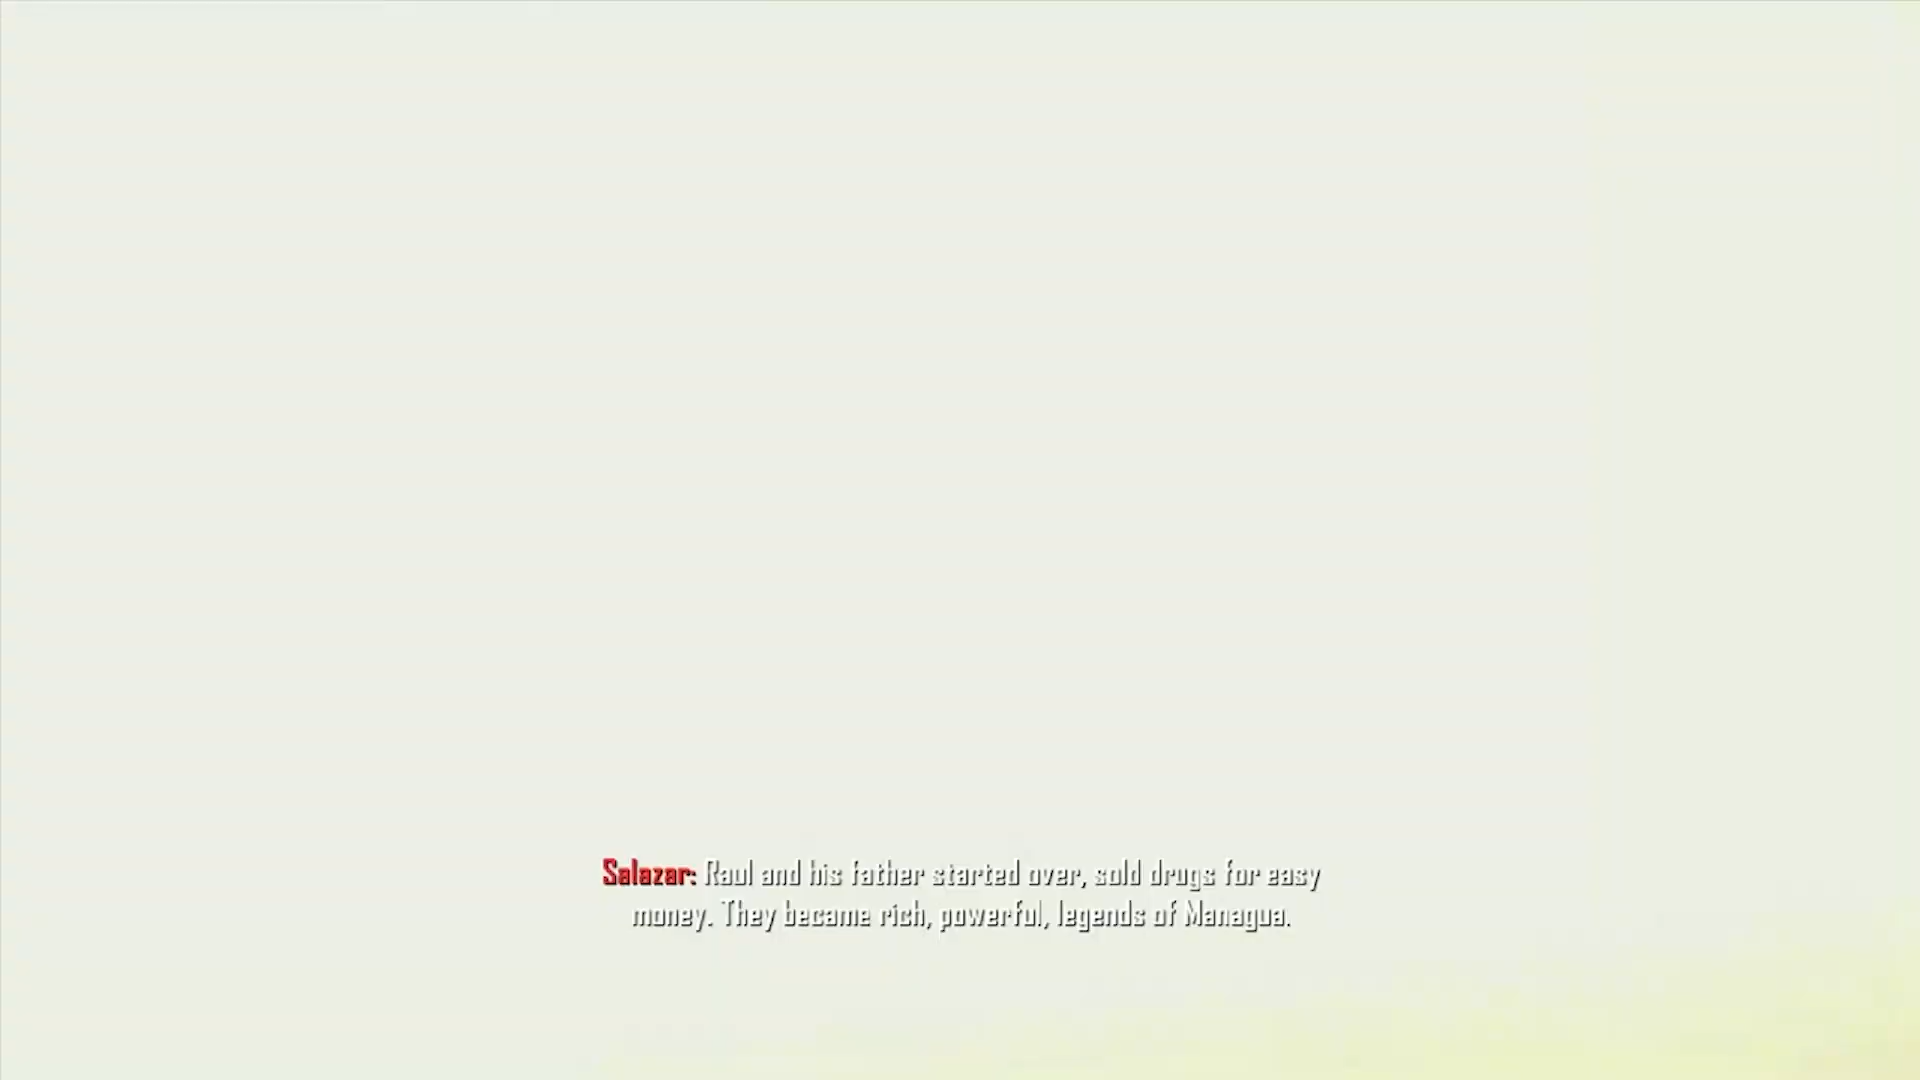 Salazar: Raul and his father started over, sold drugs for easy
money. They became rich, powerful, legends of Managua.